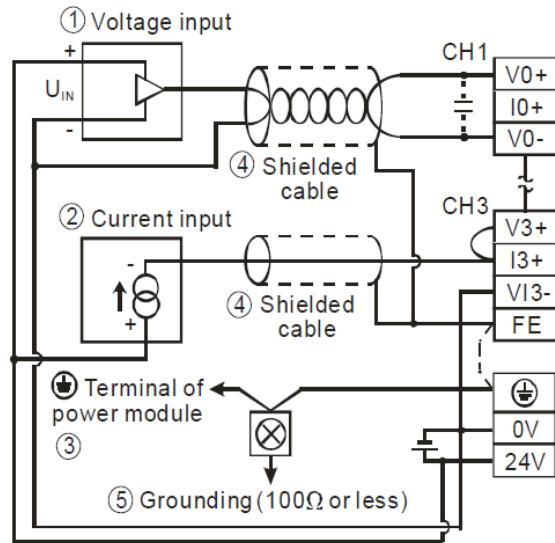 ① Voltage input
+
U_IN
-
④ Shielded
cable
CH1
V0+
I0+
V0-
② Current input
-
+
④ Shielded
cable
CH3
V3+
I3+
VI3-
FE
Terminal of
power module
③
0V
24V
⑤ Grounding (100Ω or less)